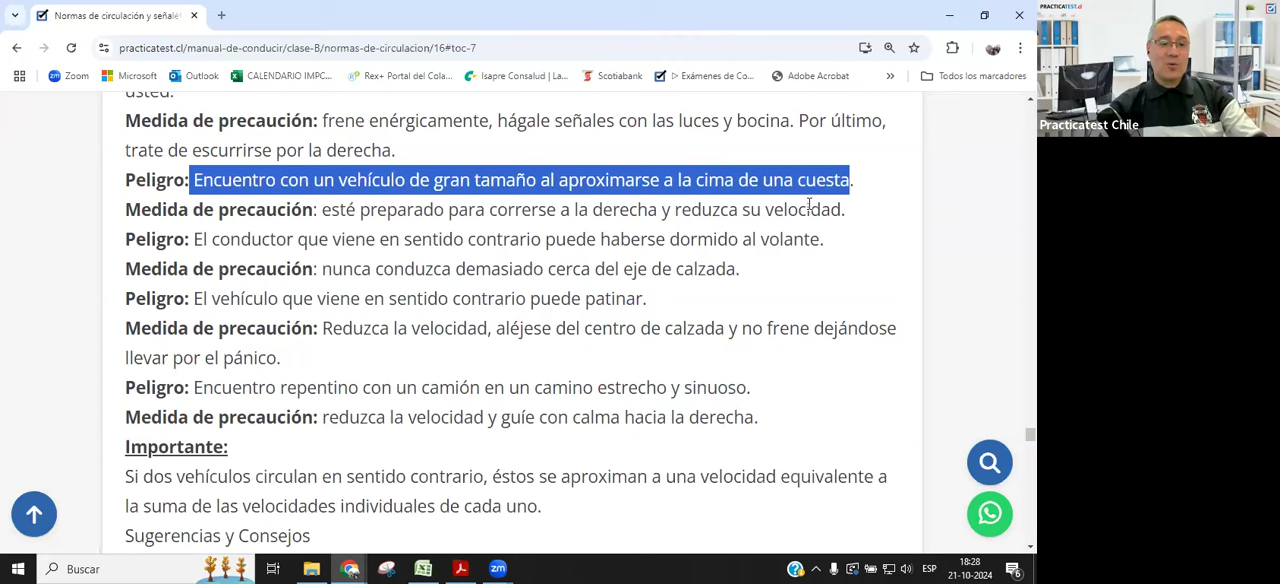 Normas de circulación y señalét
practicatest.cl/manual-de-conducir/clase-B/normas-de-circulacion/16#toc-7
Zoom
Microsoft
Outlook
CALENDARIO IMPC...
Rex+ Portal del Cola...
Isapre Consalud | La...
Scotiabank
▷ Exámenes de Co...
Adobe Acrobat
»
Todos los marcadores
PRACTICATEST.cl
Practicatest Chile
usted.
Medida de precaución: frene enérgicamente, hágale señales con las luces y bocina. Por último,
trate de escurrirse por la derecha.
Peligro: Encuentro con un vehículo de gran tamaño al aproximarse a la cima de una cuesta.
Medida de precaución: esté preparado para correrse a la derecha y reduzca su velocidad.
Peligro: El conductor que viene en sentido contrario puede haberse dormido al volante.
Medida de precaución: nunca conduzca demasiado cerca del eje de calzada.
Peligro: El vehículo que viene en sentido contrario puede patinar.
Medida de precaución: Reduzca la velocidad, aléjese del centro de calzada y no frene dejándose
llevar por el pánico.
Peligro: Encuentro repentino con un camión en un camino estrecho y sinuoso.
Medida de precaución: reduzca la velocidad y guíe con calma hacia la derecha.
Importante:
Si dos vehículos circulan en sentido contrario, éstos se aproximan a una velocidad equivalente a
la suma de las velocidades individuales de cada uno.
Sugerencias y Consejos
Buscar
zm
ESP
18:28
21-10-2024
6